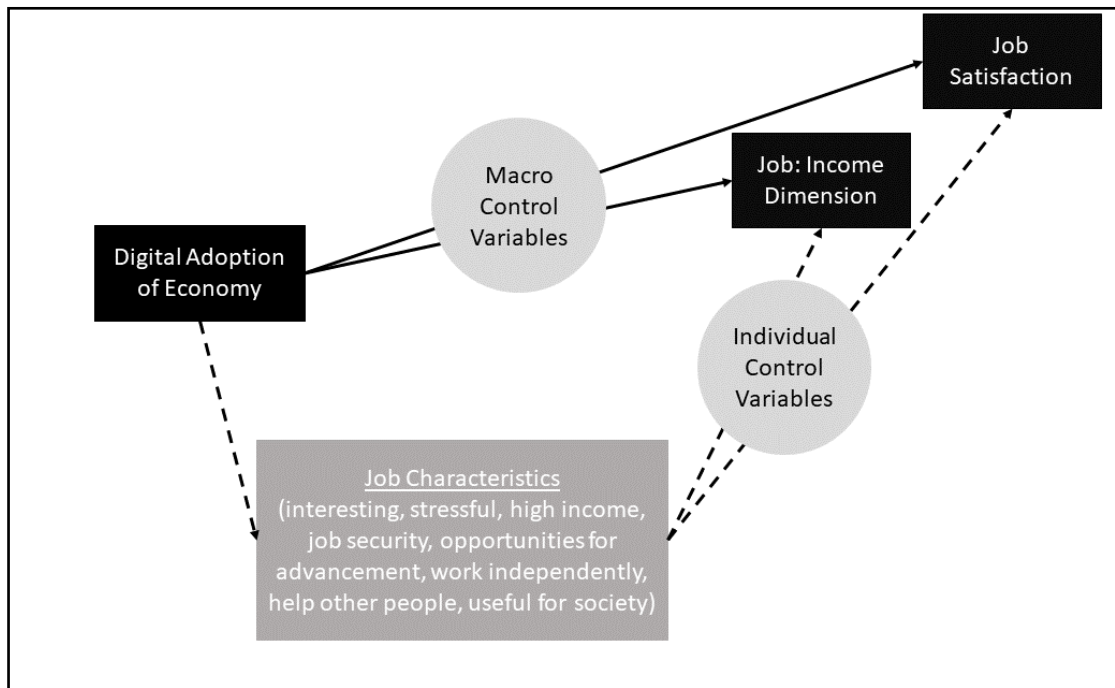 Job
Satisfaction
Macro
Control
Variables
Job: Income
Dimension
Digital Adoption
of Economy
Individual
Control
Variables
Job Characteristics
(interesting, stressful, high income,
job security, opportunities for
advancement, work independently,
help other people, useful for society)